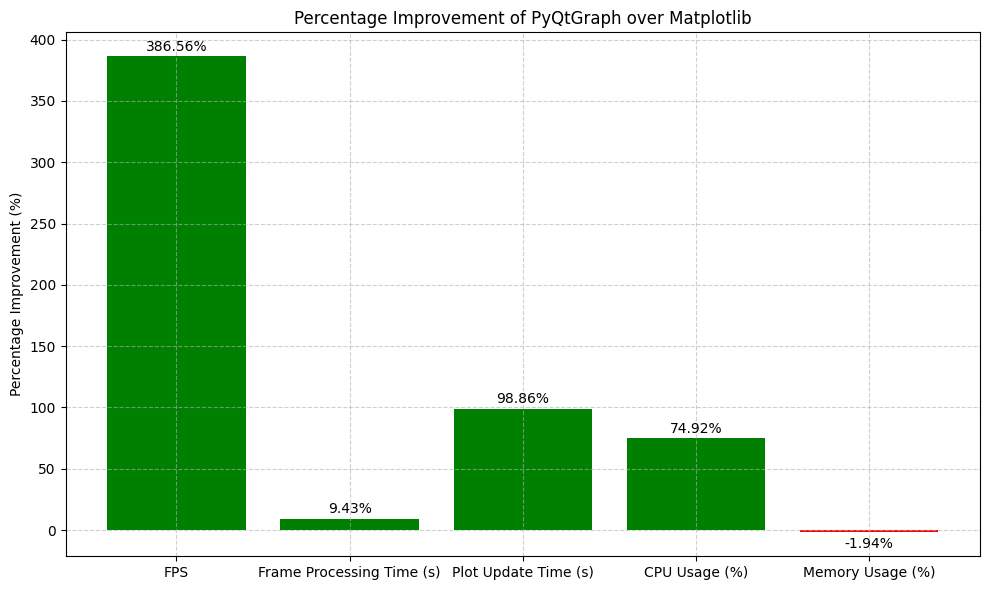 Percentage Improvement of PyQtGraph over Matplotlib
Percentage Improvement (%)
400
350
300
250
200
150
100
50
0
386.56%
9.43%
98.86%
74.92%
-1.94%
FPS
Frame Processing Time (s)
Plot Update Time (s)
CPU Usage (%)
Memory Usage (%)